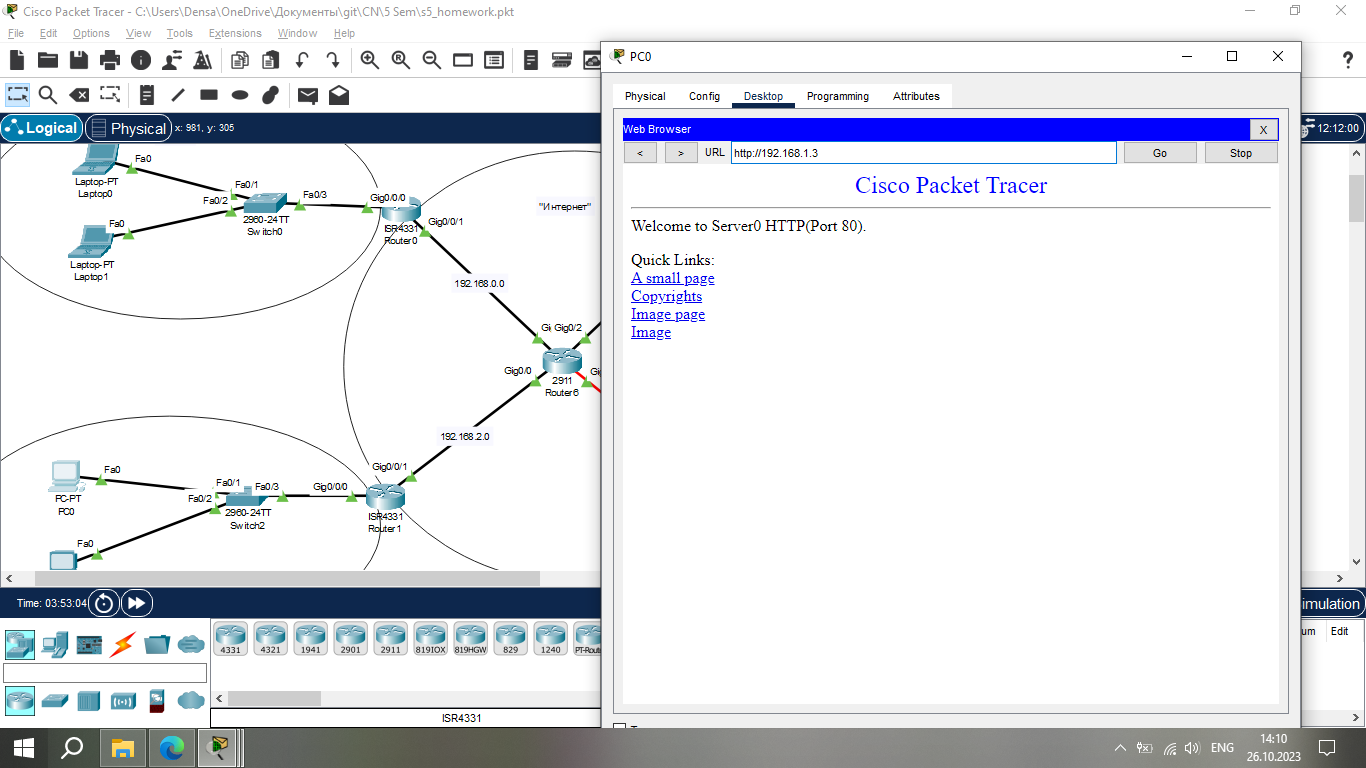 Cisco Packet Tracer - C:\Users\Densa\OneDrive\Документы\git\CN\5 Sem\s5_homework.pkt
File Edit Options View Tools Extensions Window Help
PC0
Physical Config Desktop Programming Attributes
Logical Physical x: 981, y: 305
12:12:00
Web Browser X
< > URL http://192.168.1.3 Go Stop
Cisco Packet Tracer
Welcome to Server0 HTTP(Port 80).
Quick Links:
A small page
Copyrights
Image page
Image
Fa0
Laptop-PT
Laptop0
Fa0/1
Fa0/2
Fa0/3
2960-24TT
Switch0
Gig0/0/0
ISR4331
Router0
Gig0/0/1
"Интернет"
Fa0
Laptop-PT
Laptop1
192.168.0.0
Gig0/2
Gig0/0
2911
Router6
192.168.2.0
Gig0/0/1
Fa0
PC-PT
PC0
Fa0/1
Fa0/2
Fa0/3
2960-24TT
Switch2
Gig0/0/0
ISR4331
Router1
Fa0
Time: 03:53:04
imulation
um Edit
4331 4321 1941 2901 2911 819IOX 819HGW 829 1240 PT-Route
ISR4331
ENG
14:10
26.10.2023